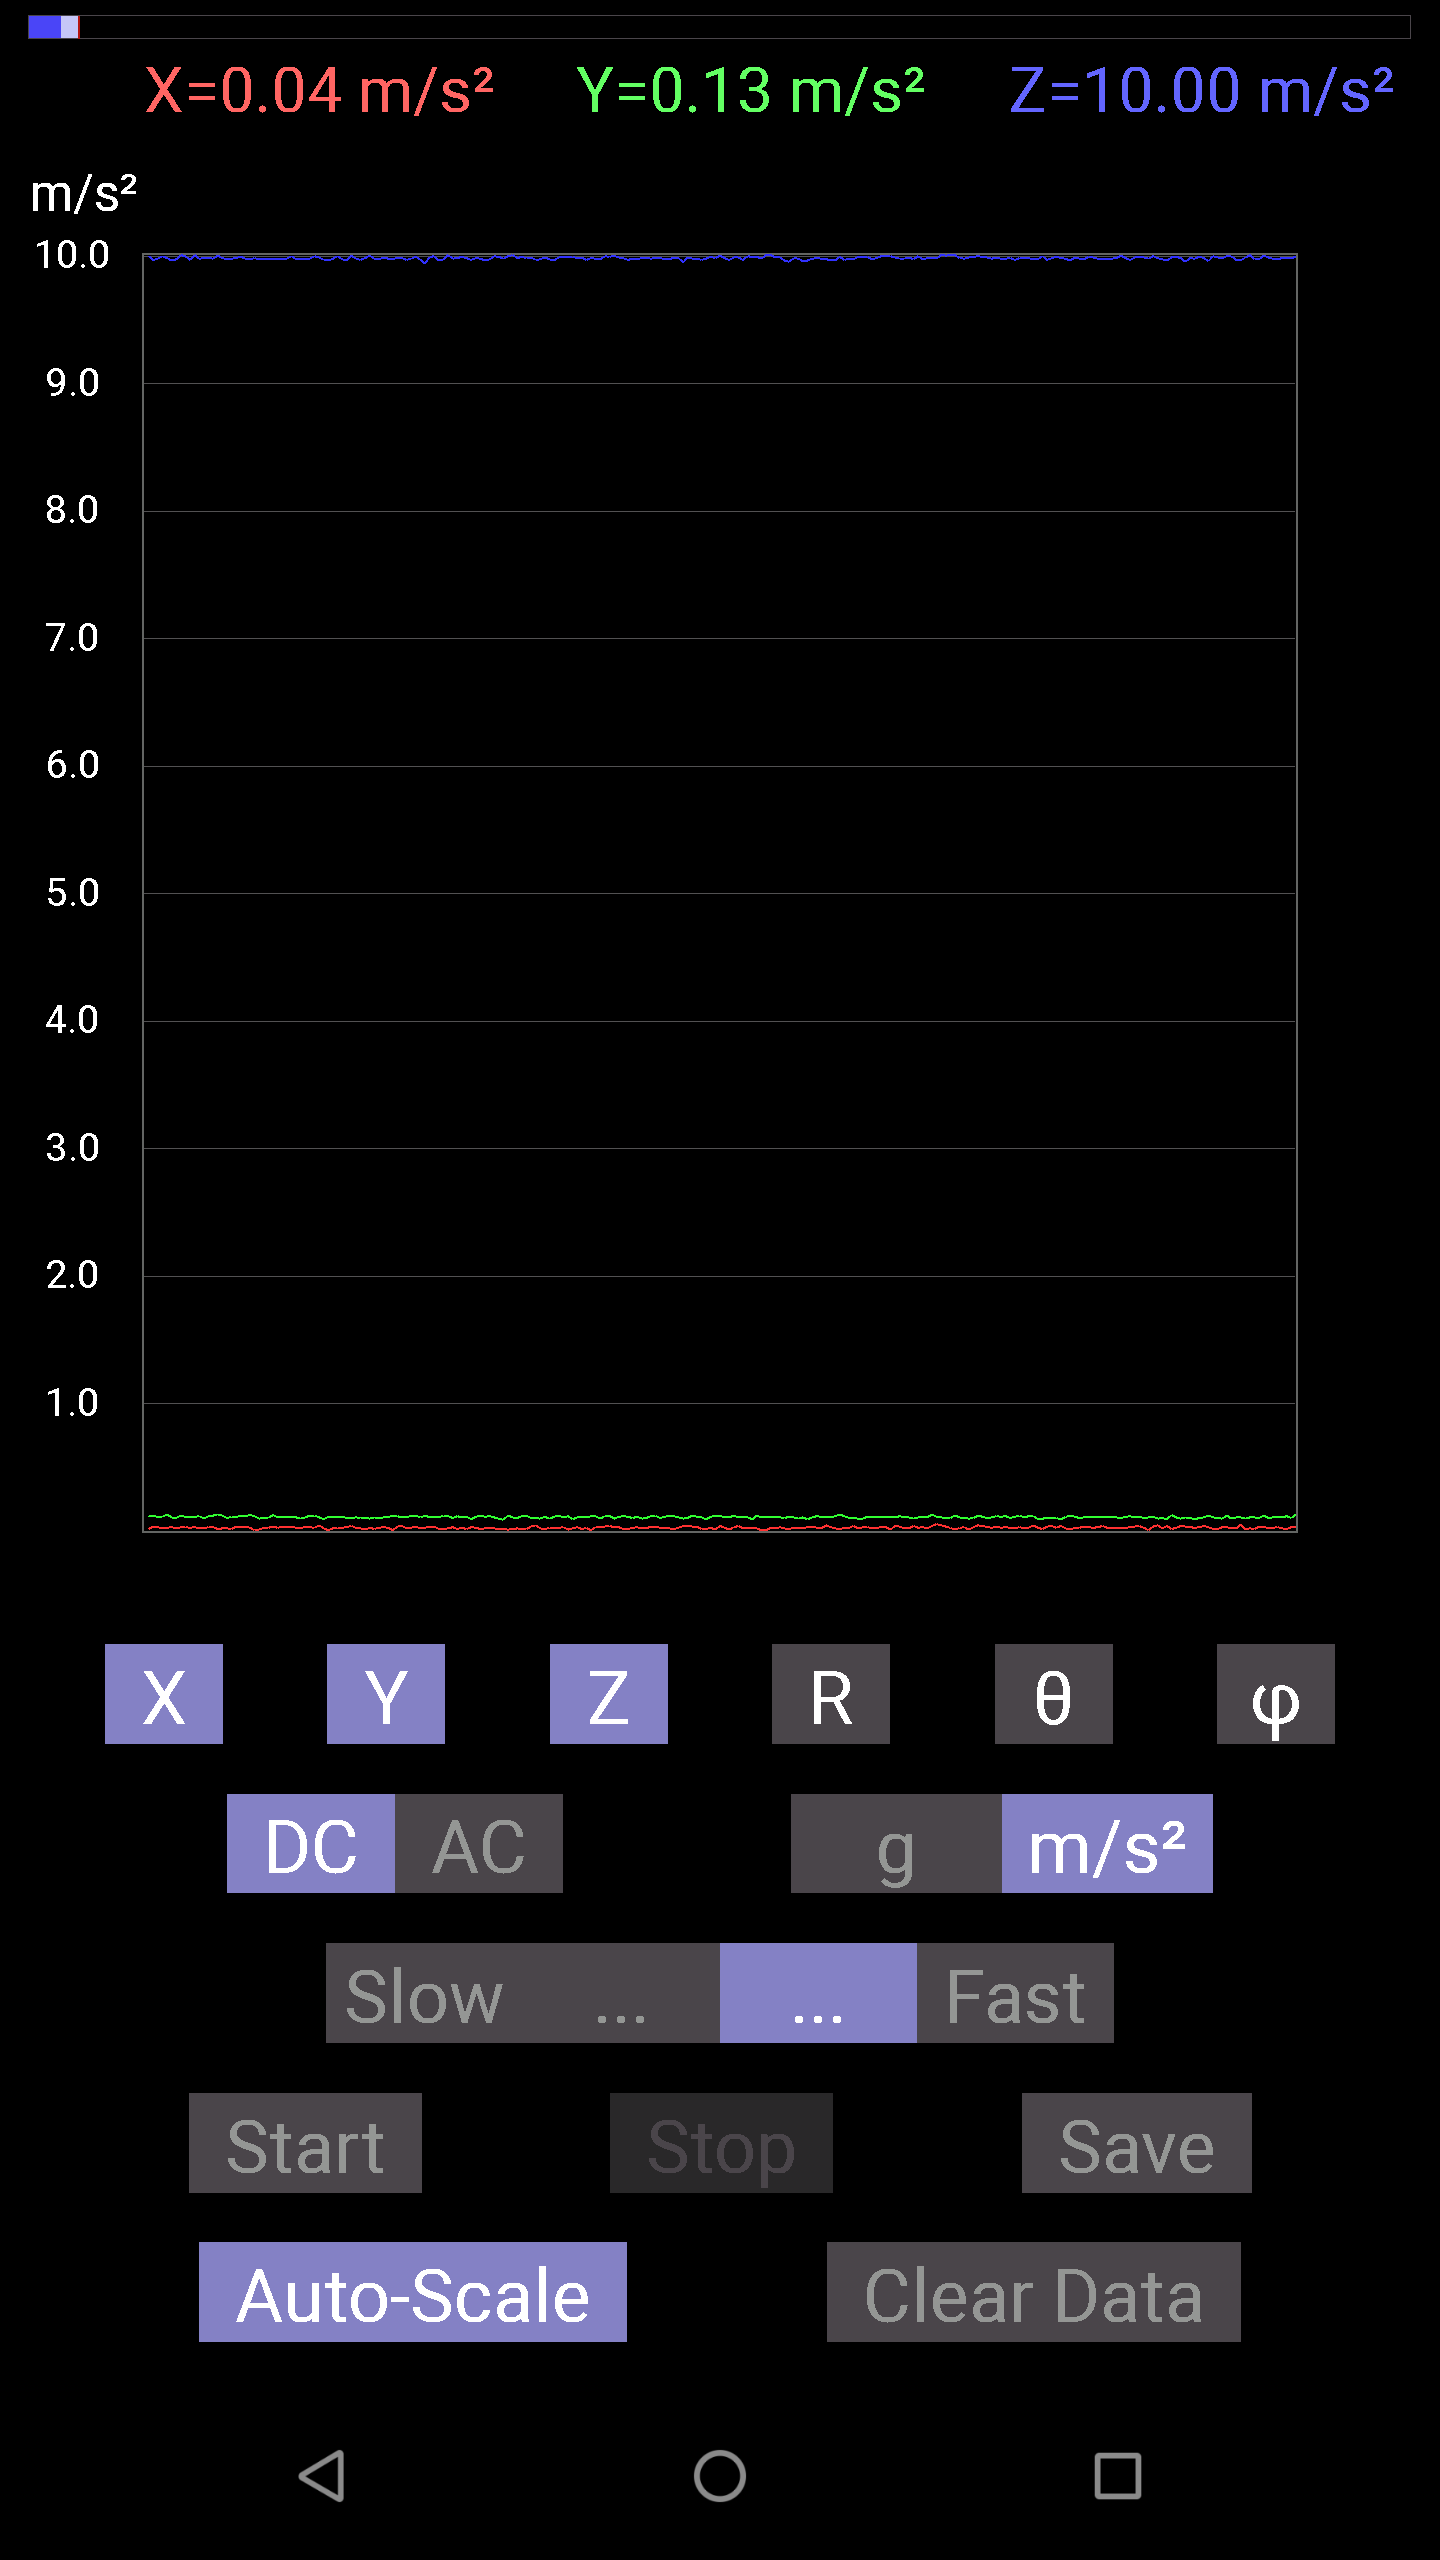 X=0.04 m/s² Y=0.13 m/s² Z=10.00 m/s²
m/s²
10.0
9.0
8.0
7.0
6.0
5.0
4.0
3.0
2.0
1.0
X Y Z R θ φ
DC AC g m/s²
Slow ... ... Fast
Start Stop Save
Auto-Scale Clear Data